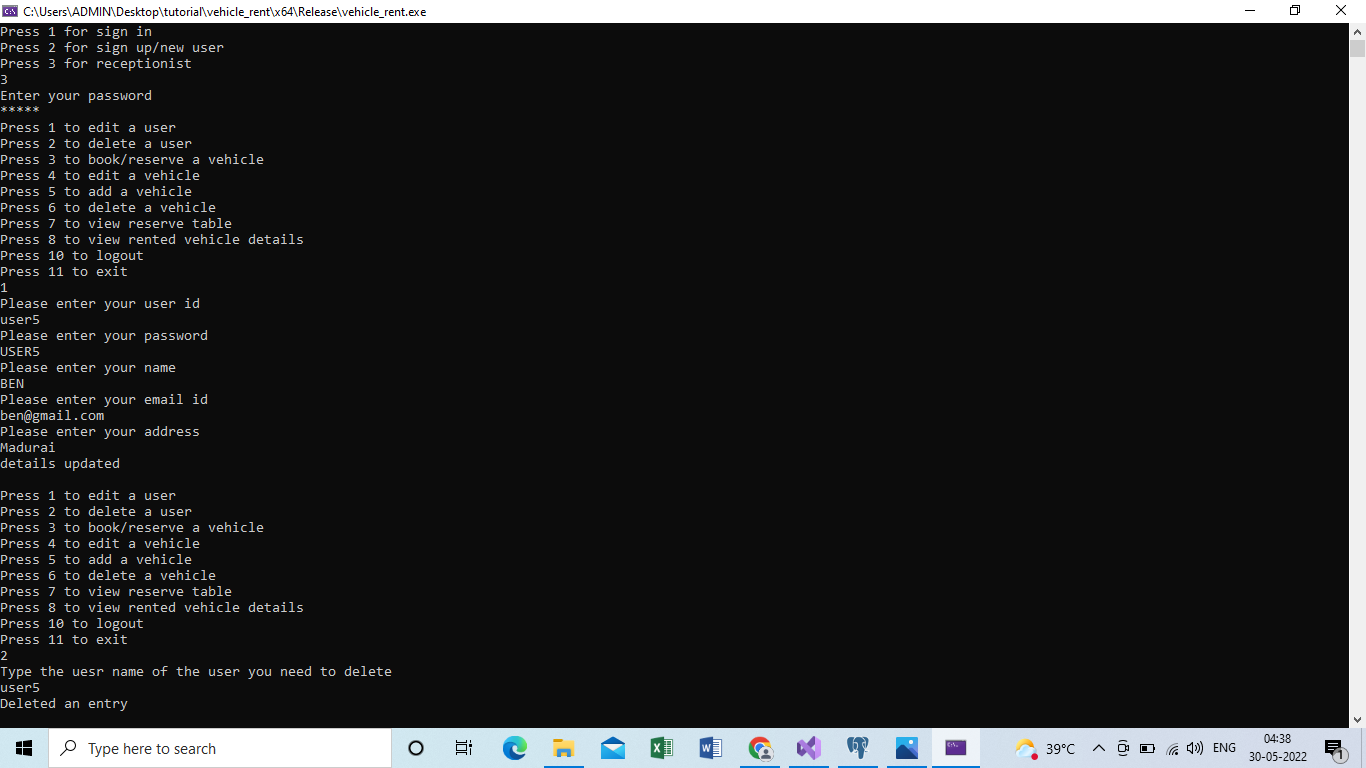 C:\Users\ADMIN\Desktop\tutorial\vehicle_rent\x64\Release\vehicle_rent.exe
Press 1 for sign in
Press 2 for sign up/new user
Press 3 for receptionist
3
Enter your password
*****
Press 1 to edit a user
Press 2 to delete a user
Press 3 to book/reserve a vehicle
Press 4 to edit a vehicle
Press 5 to add a vehicle
Press 6 to delete a vehicle
Press 7 to view reserve table
Press 8 to view rented vehicle details
Press 10 to logout
Press 11 to exit
1
Please enter your user id
user5
Please enter your password
USER5
Please enter your name
BEN
Please enter your email id
ben@gmail.com
Please enter your address
Madurai
details updated
Press 1 to edit a user
Press 2 to delete a user
Press 3 to book/reserve a vehicle
Press 4 to edit a vehicle
Press 5 to add a vehicle
Press 6 to delete a vehicle
Press 7 to view reserve table
Press 8 to view rented vehicle details
Press 10 to logout
Press 11 to exit
2
Type the uesr name of the user you need to delete
user5
Deleted an entry
Type here to search
39°C
ENG
04:38
30-05-2022
1